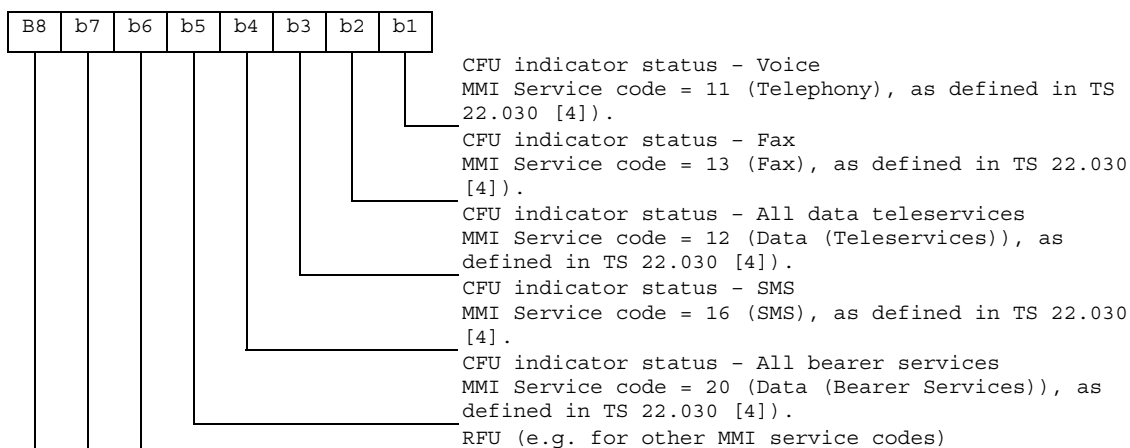 B8 b7 b6 b5 b4 b3 b2 b1
CFU indicator status – Voice
MMI Service code = 11 (Telephony), as defined in TS
22.030 [4]).
CFU indicator status – Fax
MMI Service code = 13 (Fax), as defined in TS 22.030
[4]).
CFU indicator status – All data teleservices
MMI Service code = 12 (Data (Teleservices)), as
defined in TS 22.030 [4]).
CFU indicator status – SMS
MMI Service code = 16 (SMS), as defined in TS 22.030
[4].
CFU indicator status – All bearer services
MMI Service code = 20 (Data (Bearer Services)), as
defined in TS 22.030 [4]).
RFU (e.g. for other MMI service codes)